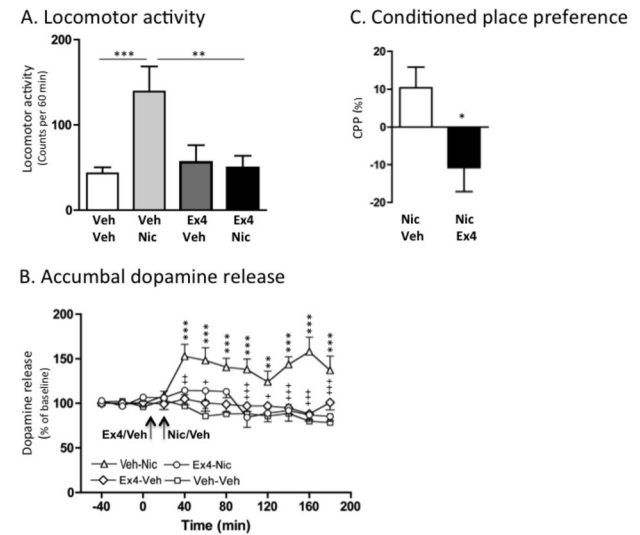 A. Locomotor activity
Locomotor activity
(Counts per 60 min)
200
100
0
***
**
Veh Veh Ex4 Ex4
Veh Nic Veh Nic
C. Conditioned place preference
CPP (%)
20
10
0
-10
-20
*
Nic Nic
Veh Ex4
B. Accumbal dopamine release
Dopamine release
(% of baseline)
200
150
100
50
0
*** *** *** *** ** *** *** ***
‡ + ‡ + ‡ ‡ ‡
Ex4/Veh Nic/Veh
Veh-Nic Ex4-Nic
Ex4-Veh Veh-Veh
-40 0 40 80 120 160 200
Time (min)